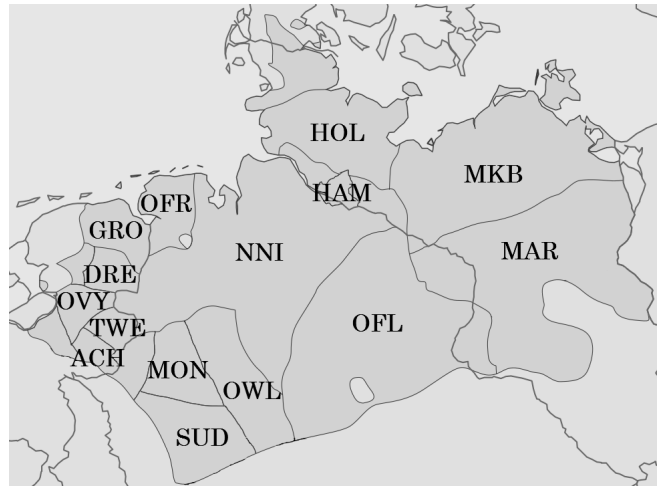 HOL
MKB
HAM
OFR
GRO
NNI
MAR
DRE
OVY
TWE
OFL
ACH
MON
OWL
SUD